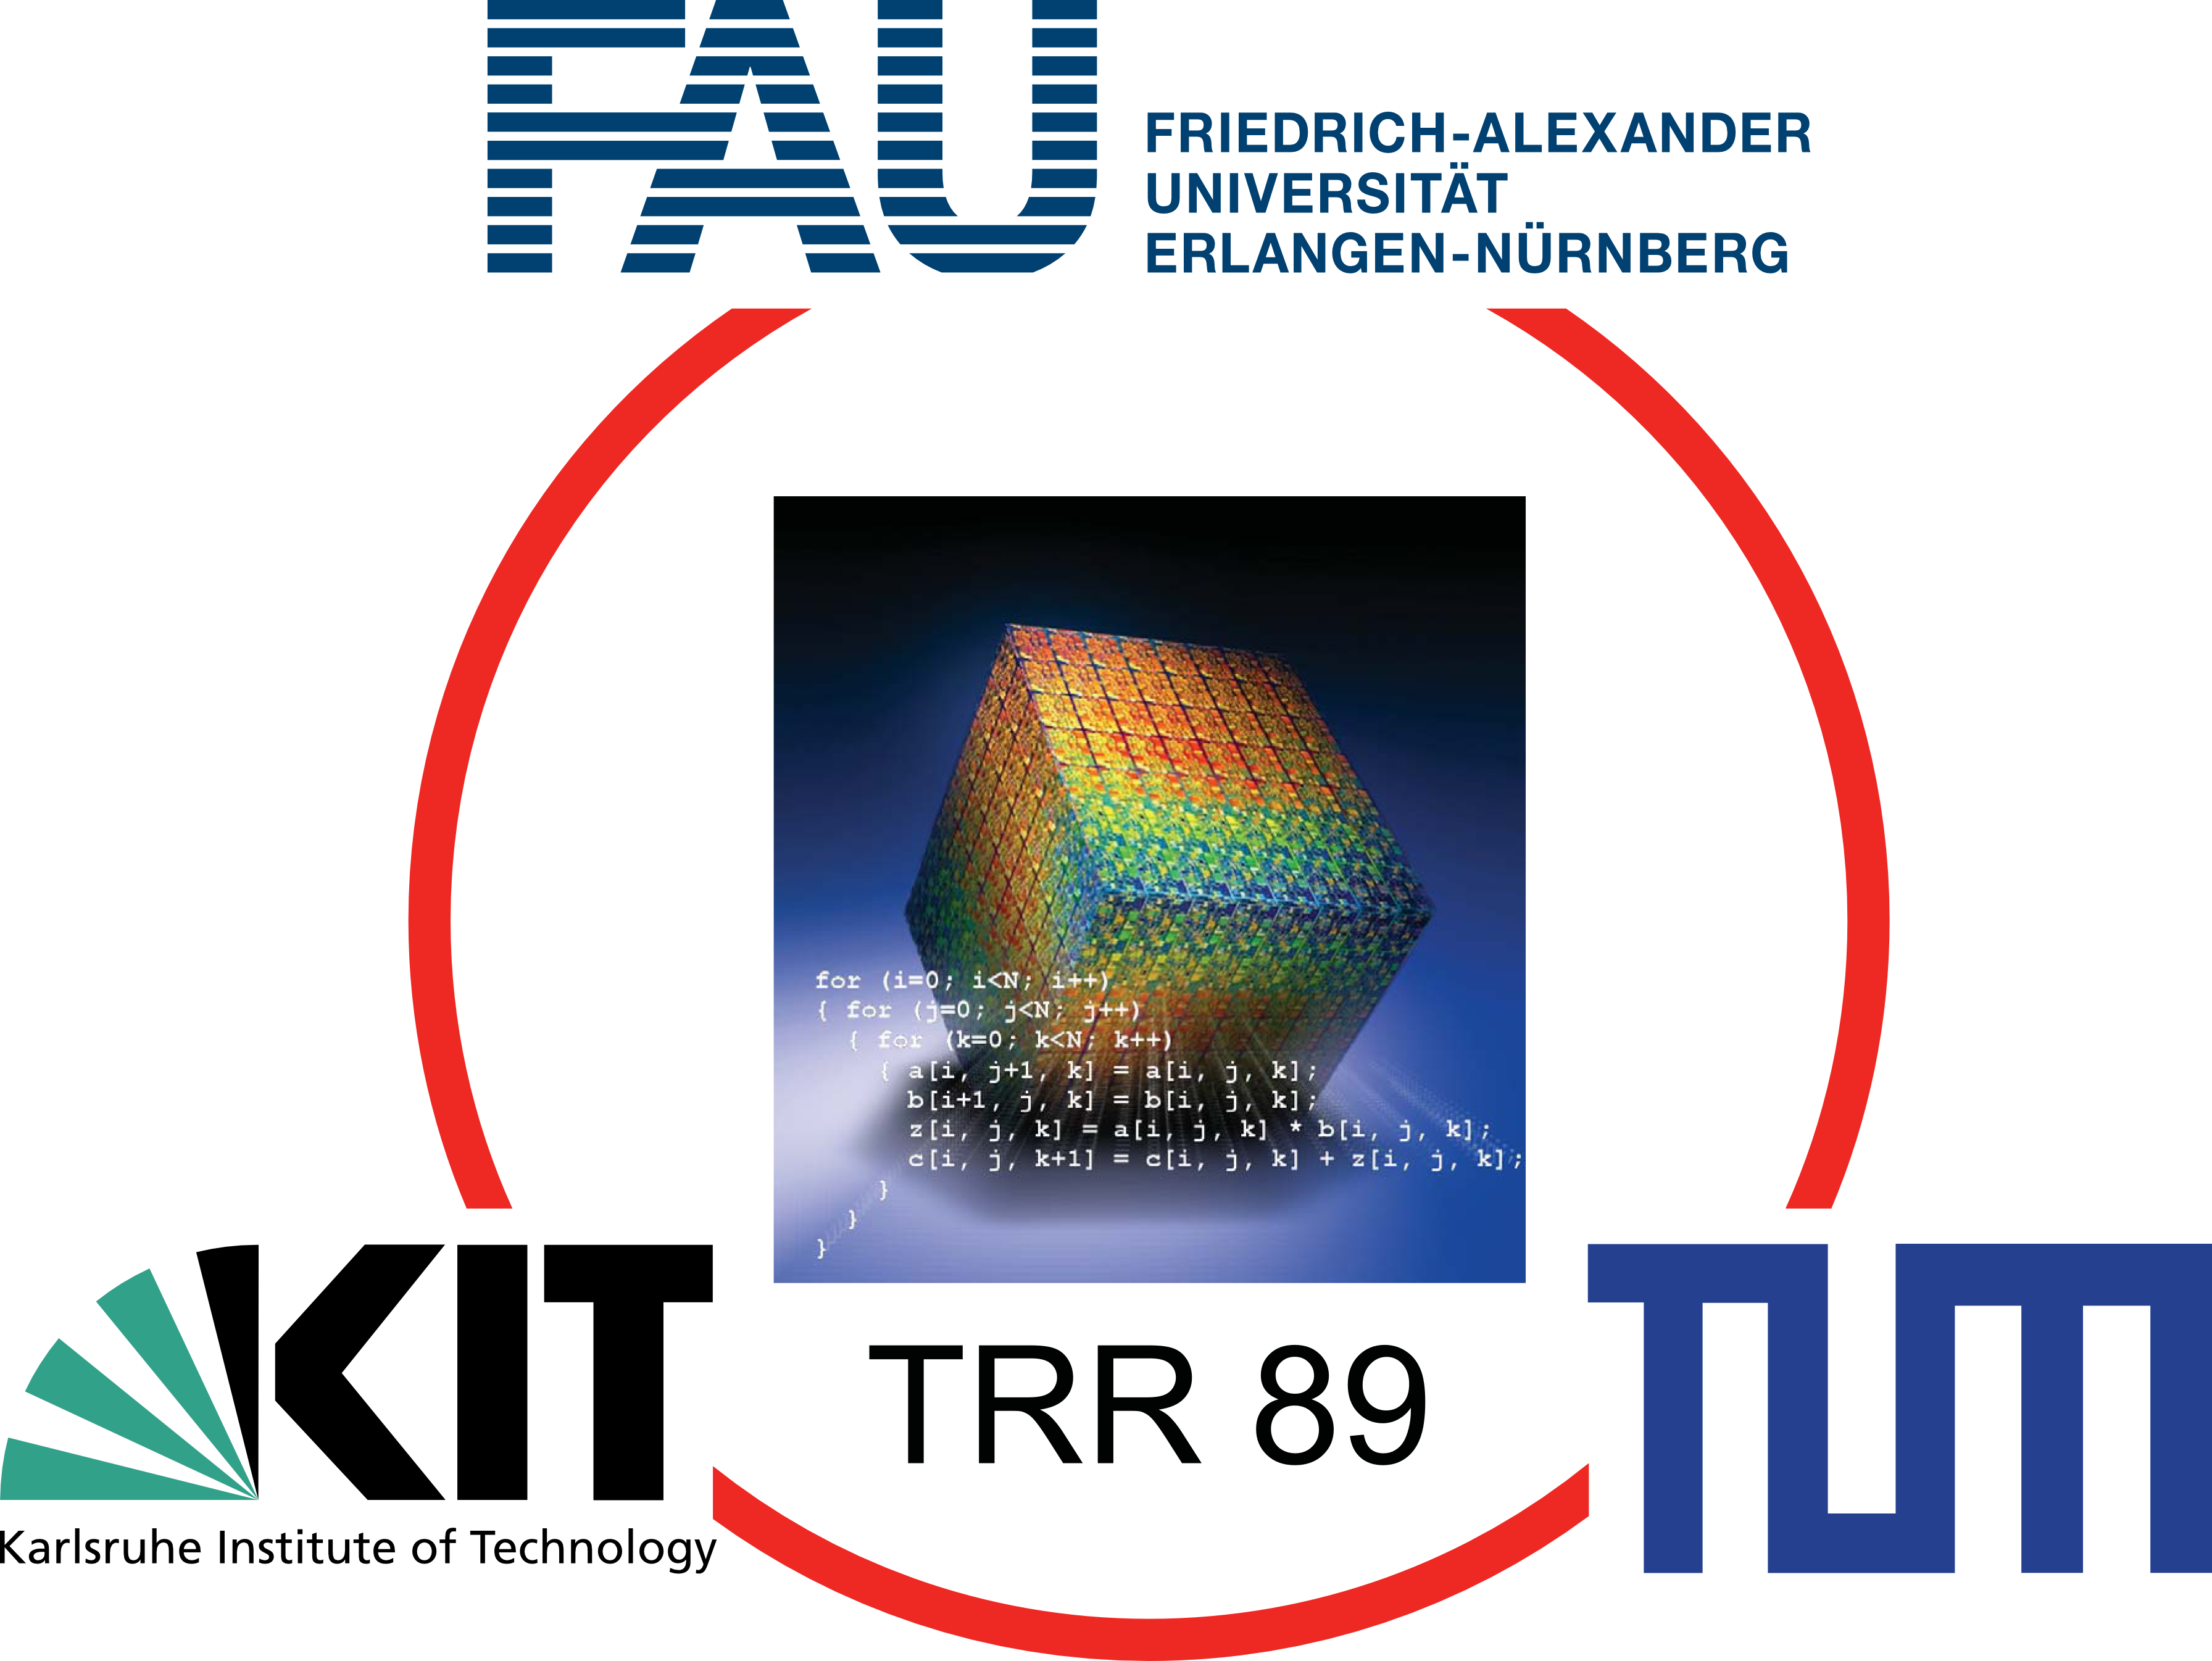 FAU
FRIEDRICH-ALEXANDER
UNIVERSITÄT
ERLANGEN-NÜRNBERG
for (i=0; i<N; i++)
{ for (j=0; j<N; j++)
{ for (k=0; k<N; k++)
{ a[i, j+1, k] = a[i, j, k];
b[i+1, j, k] = b[i, j, k];
z[i, j, k] = a[i, j, k] * b[i, j, k];
c[i, j, k+1] = c[i, j, k] + z[i, j, k];
}
}
}
KIT
Karlsruhe Institute of Technology
TRR 89
TUM